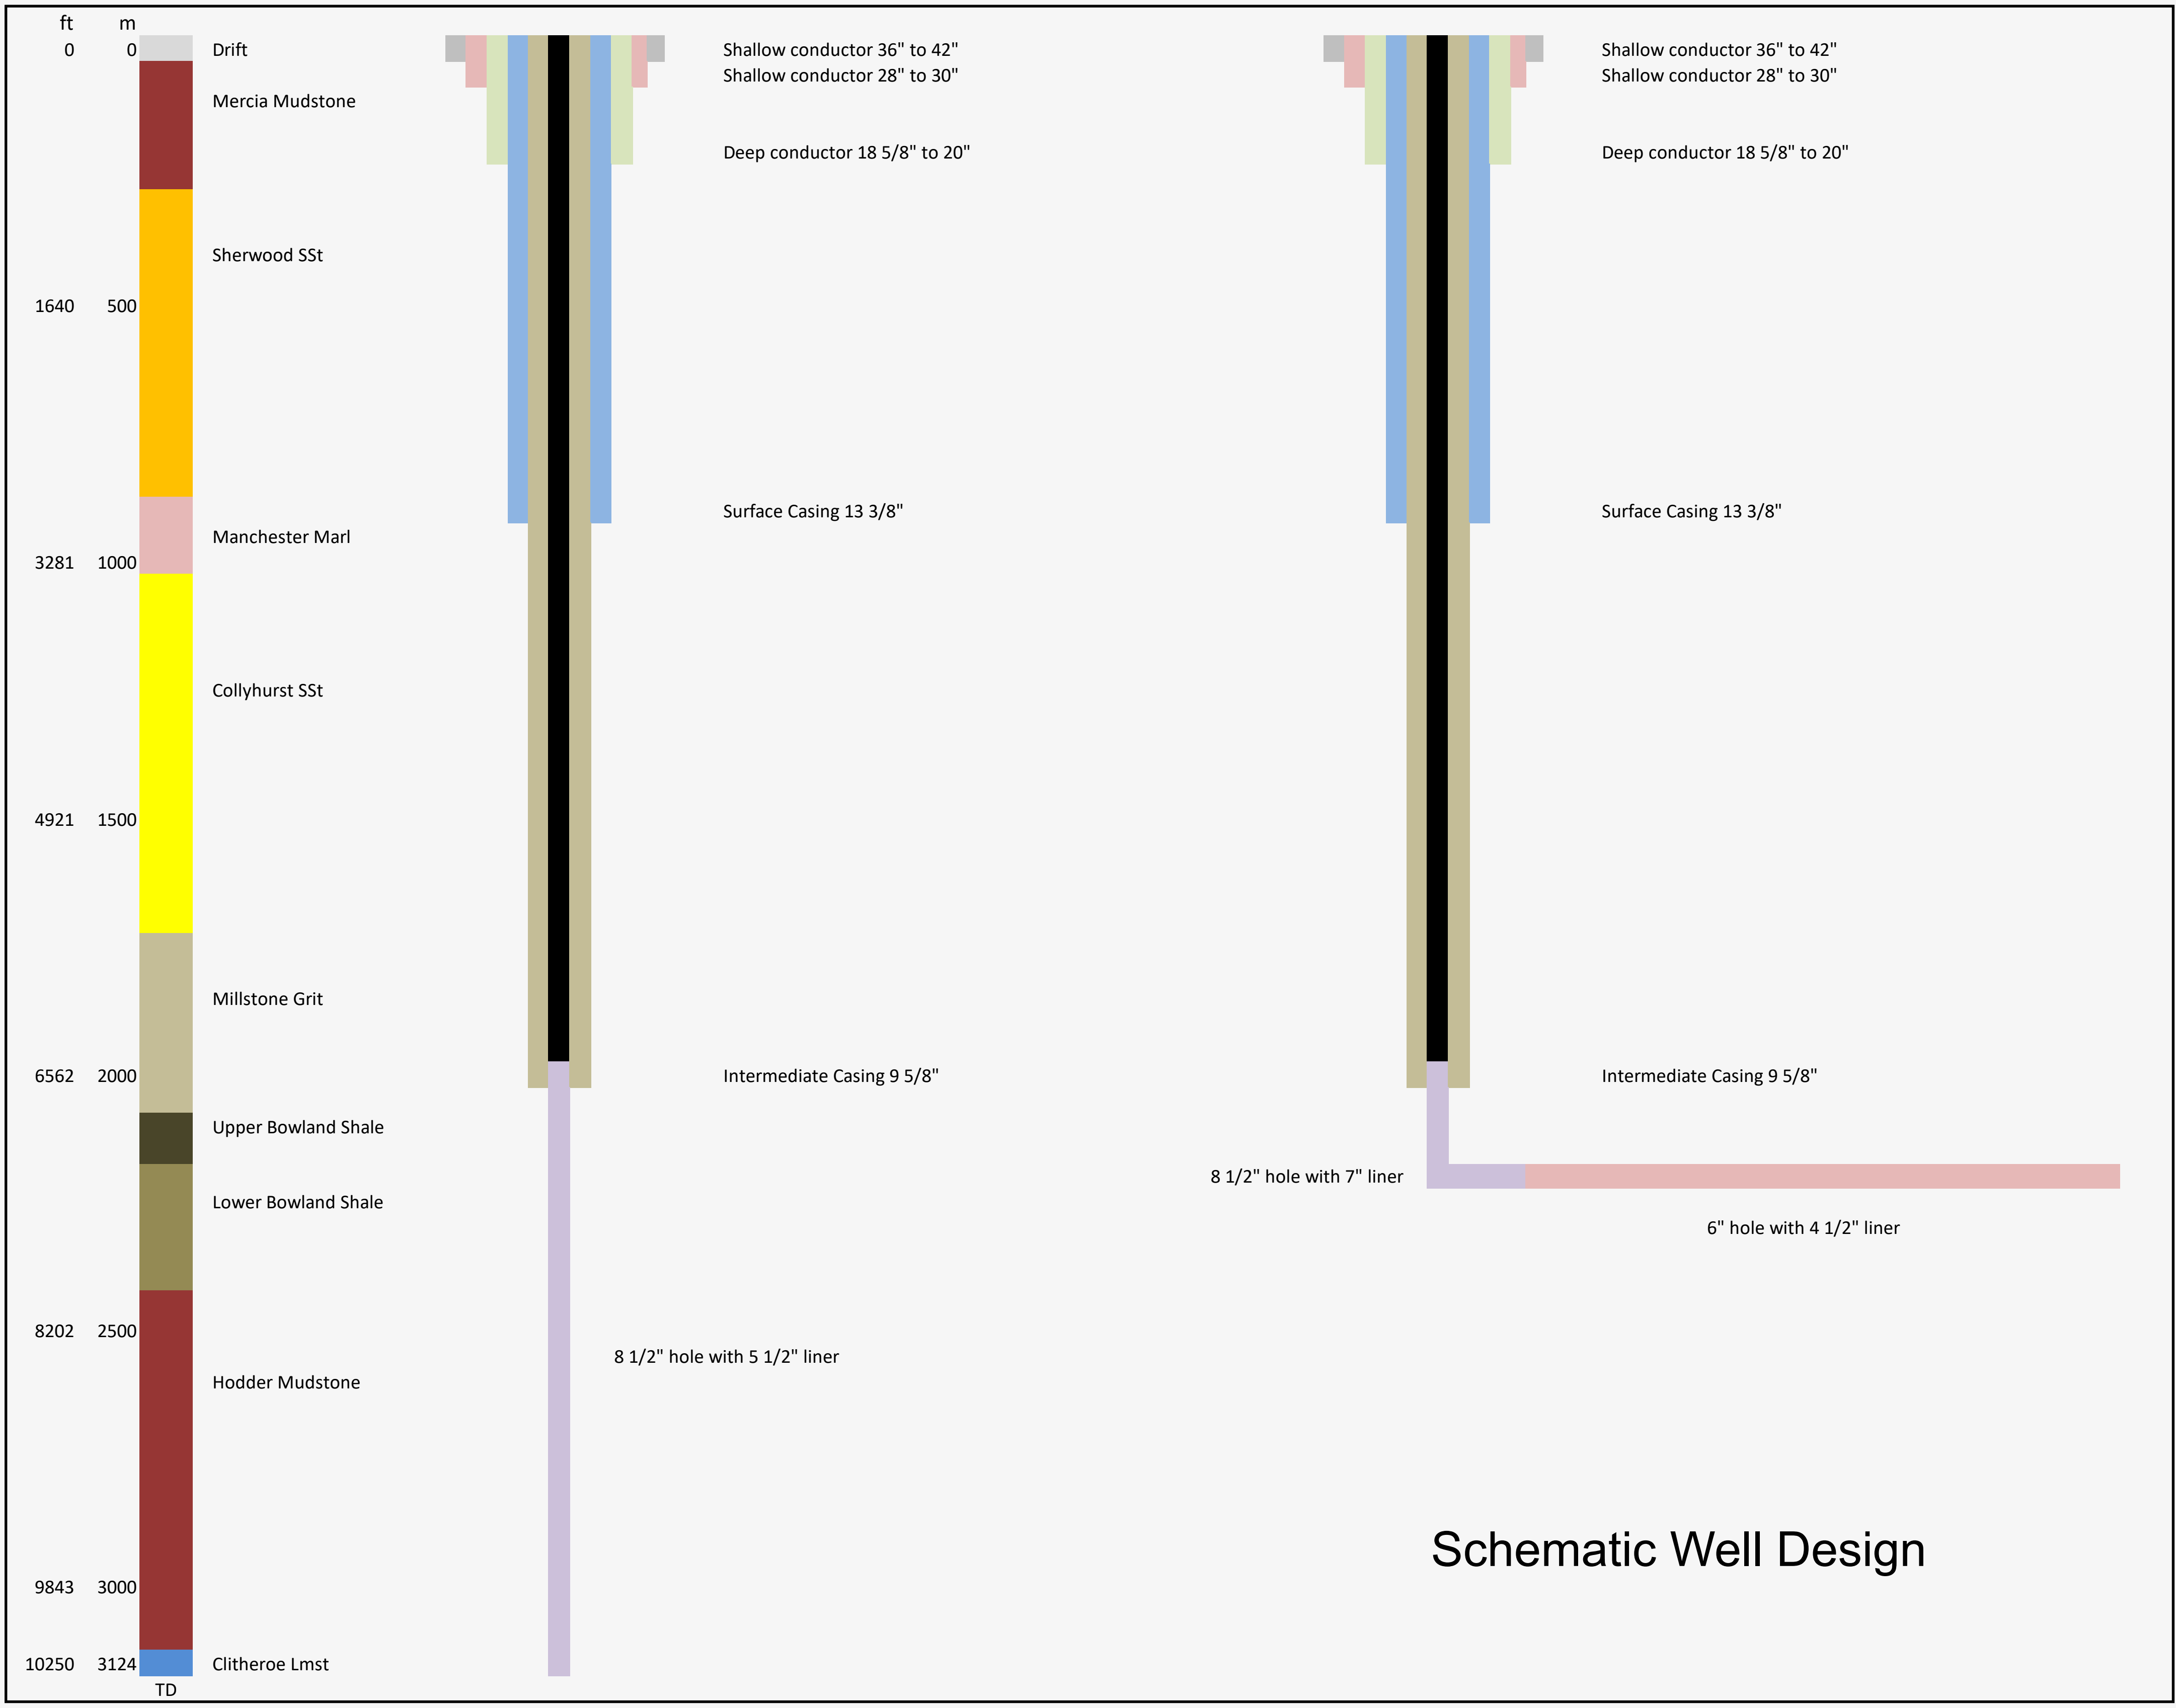 ft m
0 0 Drift Shallow conductor 36" to 42" Shallow conductor 36" to 42"
Shallow conductor 28" to 30" Shallow conductor 28" to 30"
Mercia Mudstone
Deep conductor 18 5/8" to 20" Deep conductor 18 5/8" to 20"
Sherwood SSt
1640 500
Surface Casing 13 3/8" Surface Casing 13 3/8"
Manchester Marl
3281 1000
Collyhurst SSt
4921 1500
Millstone Grit
6562 2000 Intermediate Casing 9 5/8" Intermediate Casing 9 5/8"
Upper Bowland Shale
8 1/2" hole with 7" liner
Lower Bowland Shale
6" hole with 4 1/2" liner
8202 2500
8 1/2" hole with 5 1/2" liner
Hodder Mudstone
Schematic Well Design
9843 3000
10250 3124 Clitheroe Lmst
TD